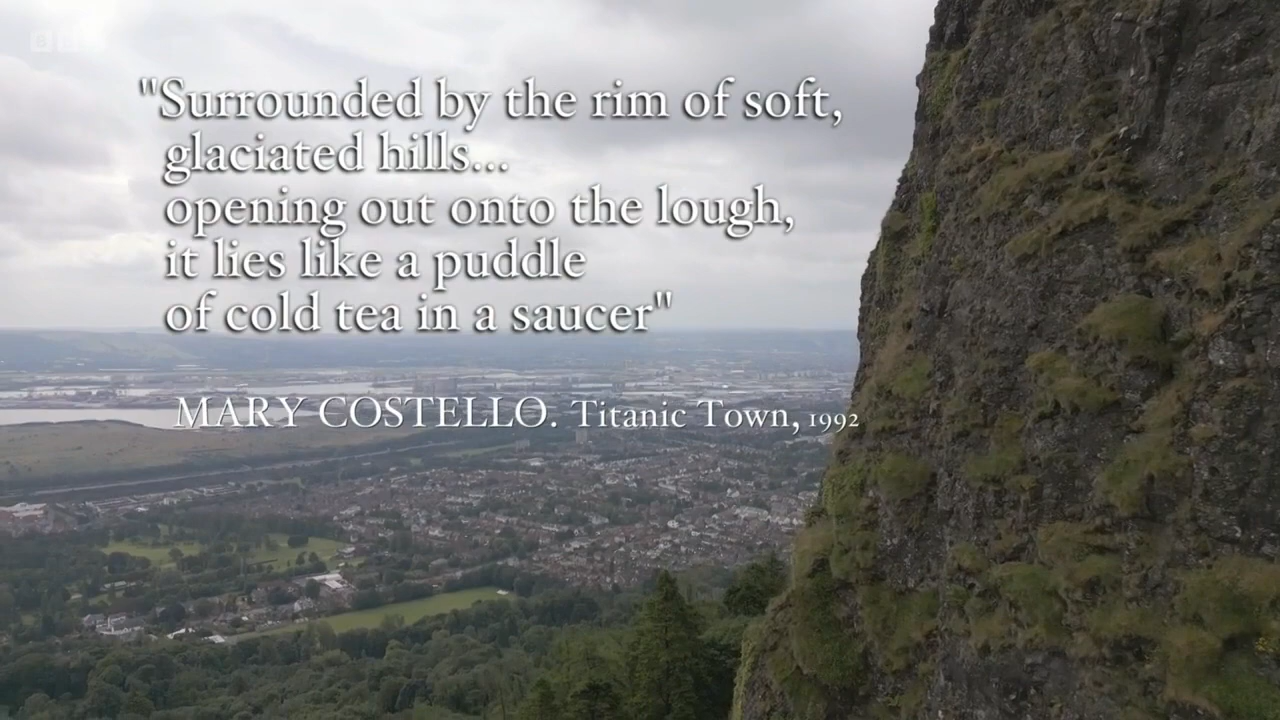 BBC
"Surrounded by the rim of soft,
glaciated hills...
opening out onto the lough,
it lies like a puddle
of cold tea in a saucer"
MARY COSTELLO. Titanic Town, 1992